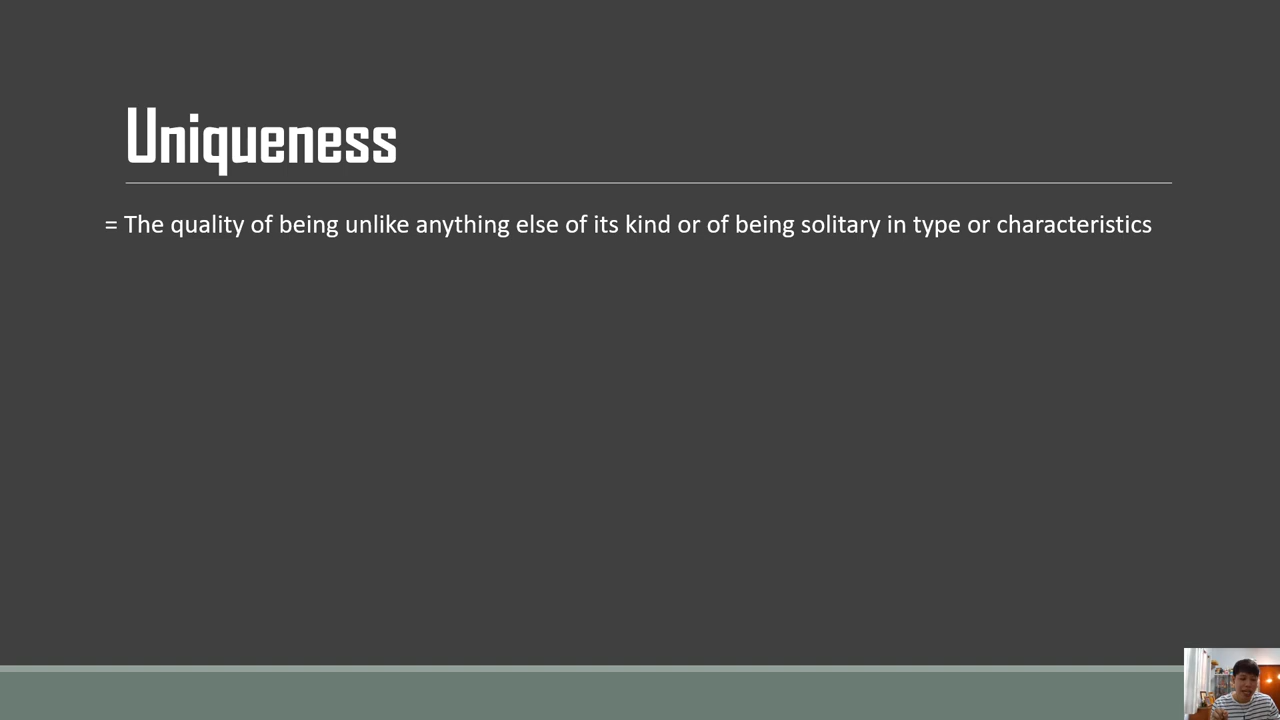 Uniqueness
= The quality of being unlike anything else of its kind or of being solitary in type or characteristics